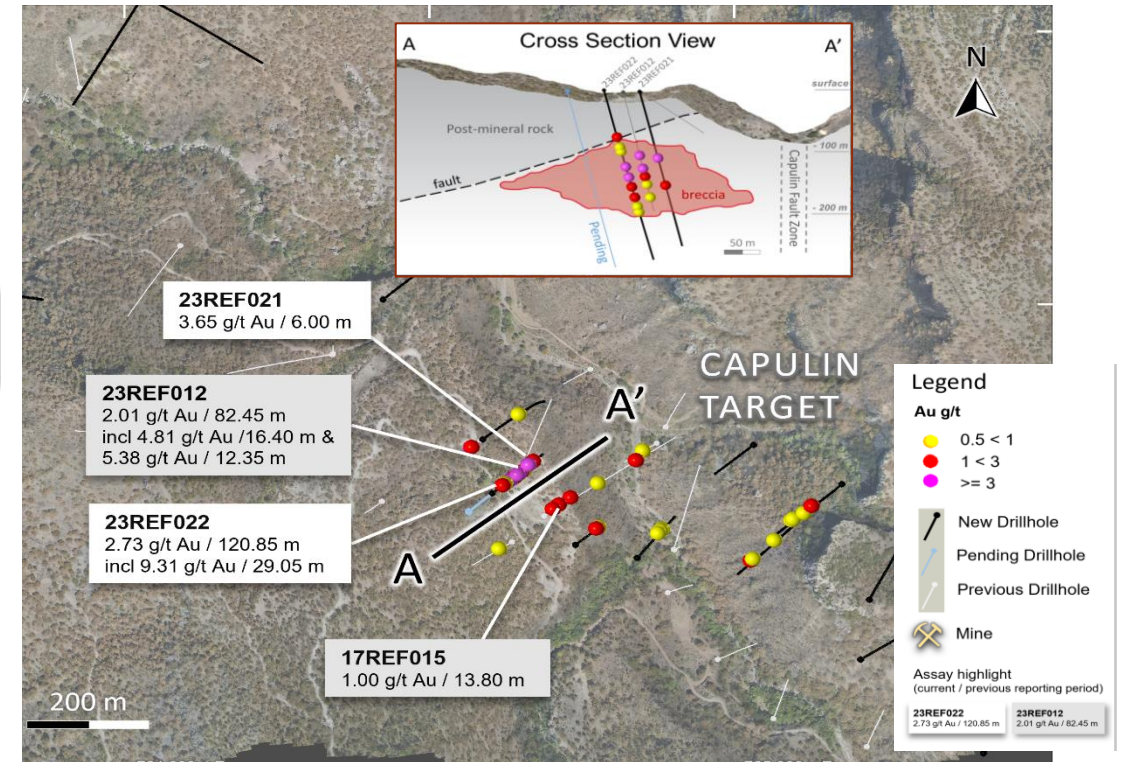 A
Cross Section View
A'
23REF022
23REF012
23REF021
surface
Post-mineral rock
- 100 m
fault
Capulin Fault Zone
breccia
- 200 m
Pending
50 m
N
23REF021
3.65 g/t Au / 6.00 m
23REF012
2.01 g/t Au / 82.45 m
incl 4.81 g/t Au /16.40 m &
5.38 g/t Au / 12.35 m
23REF022
2.73 g/t Au / 120.85 m
incl 9.31 g/t Au / 29.05 m
17REF015
1.00 g/t Au / 13.80 m
A
A'
CAPULIN
TARGET
200 m
Legend
Au g/t
0.5 < 1
1 < 3
>= 3
New Drillhole
Pending Drillhole
Previous Drillhole
Mine
Assay highlight
(current / previous reporting period)
23REF022
2.73 g/t Au / 120.85 m
23REF012
2.01 g/t Au / 82.45 m